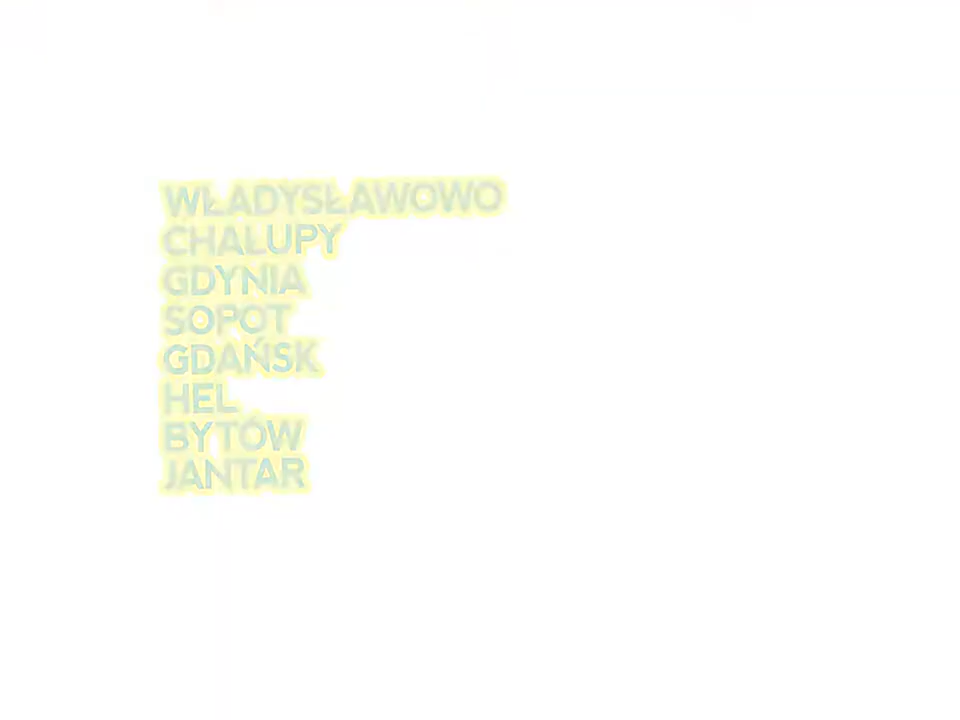 WŁADYSŁAWOWO
CHAŁUPY
GDYNIA
SOPOT
GDAŃSK
HEL
BYTÓW
JANTAR